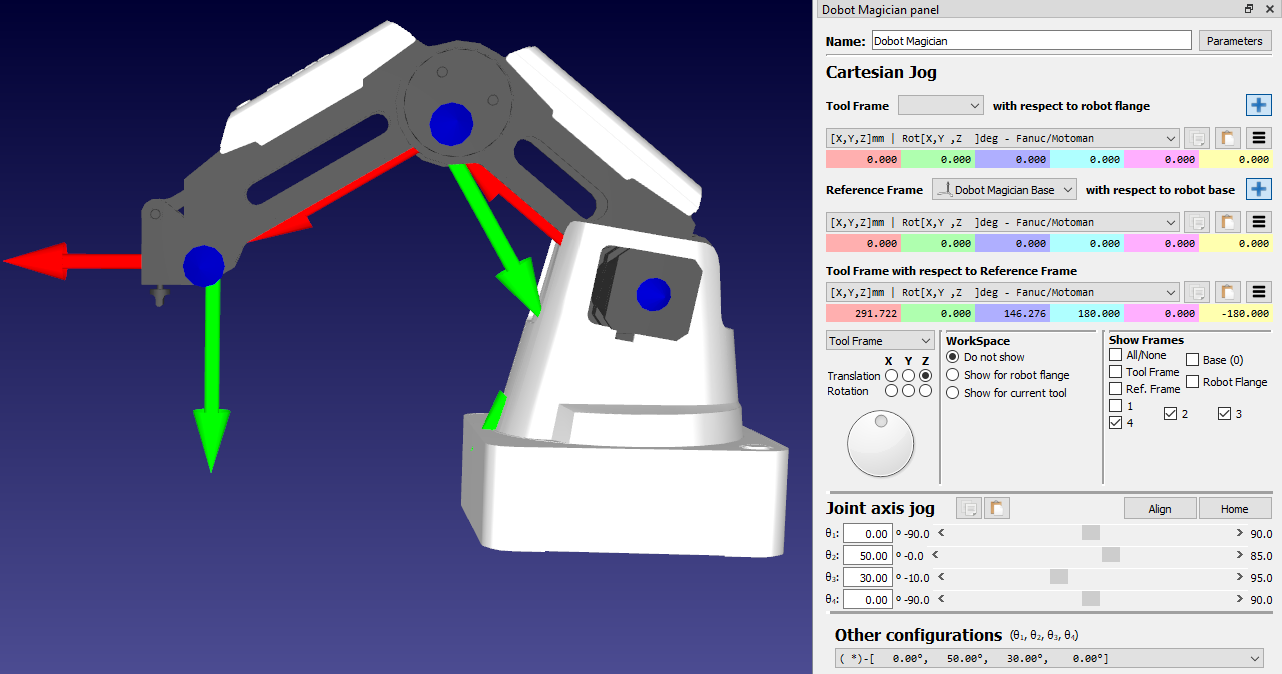 Dobot Magician panel
Name: Dobot Magician Parameters
Cartesian Jog
Tool Frame with respect to robot flange
[X,Y,Z]mm | Rot[X,Y ,Z ]deg - Fanuc/Motoman
0.000 0.000 0.000 0.000 0.000 0.000
Reference Frame Dobot Magician Base with respect to robot base
[X,Y,Z]mm | Rot[X,Y ,Z ]deg - Fanuc/Motoman
0.000 0.000 0.000 0.000 0.000 0.000
Tool Frame with respect to Reference Frame
[X,Y,Z]mm | Rot[X,Y ,Z ]deg - Fanuc/Motoman
291.722 0.000 146.276 180.000 0.000 -180.000
Tool Frame
X Y Z
Translation
Rotation
WorkSpace
Do not show
Show for robot flange
Show for current tool
Show Frames
All/None Base (0)
Tool Frame
Ref. Frame Robot Flange
1 2 3
4
Joint axis jog Align Home
θ₁: 0.00 º -90.0 < > 90.0
θ₂: 50.00 º -0.0 < > 85.0
θ₃: 30.00 º -10.0 < > 95.0
θ₄: 0.00 º -90.0 < > 90.0
Other configurations (θ₁, θ₂, θ₃, θ₄)
( *)-[ 0.00°, 50.00°, 30.00°, 0.00°]